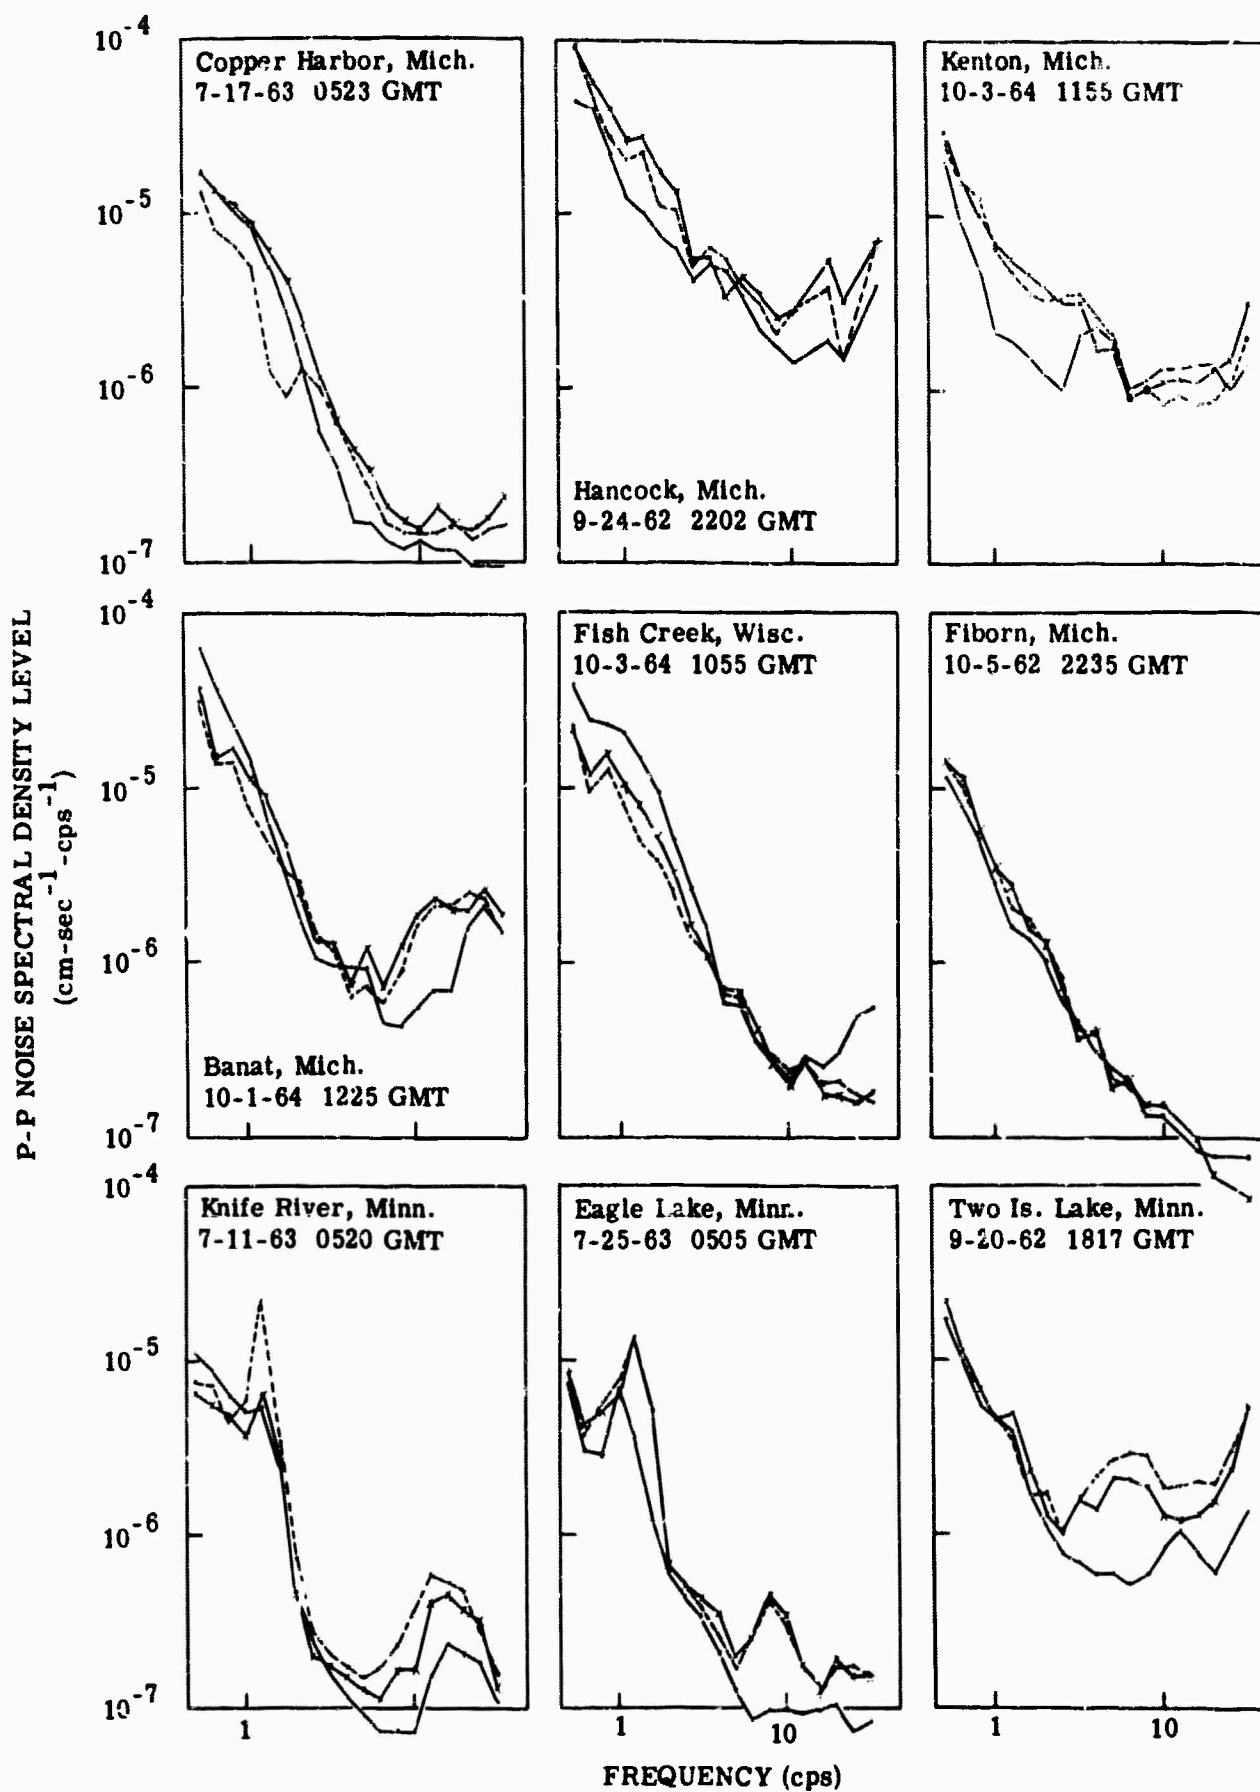 10-4
Copper Harbor, Mich.
7-17-63 0523 GMT
Kenton, Mich.
10-3-64 1155 GMT
10-5
10-6
Hancock, Mich.
9-24-62 2202 GMT
10-7
P-P NOISE SPECTRAL DENSITY LEVEL
(cm-sec-1-cps-1)
10-4
Fish Creek, Wisc.
10-3-64 1055 GMT
Fiborn, Mich.
10-5-62 2235 GMT
10-5
10-6
Banat, Mich.
10-1-64 1225 GMT
10-7
10-4
Knife River, Minn.
7-11-63 0520 GMT
Eagle Lake, Minn.
7-25-63 0505 GMT
Two Is. Lake, Minn.
9-20-62 1817 GMT
10-5
10-6
10-7
1
1
10
1
10
FREQUENCY (cps)